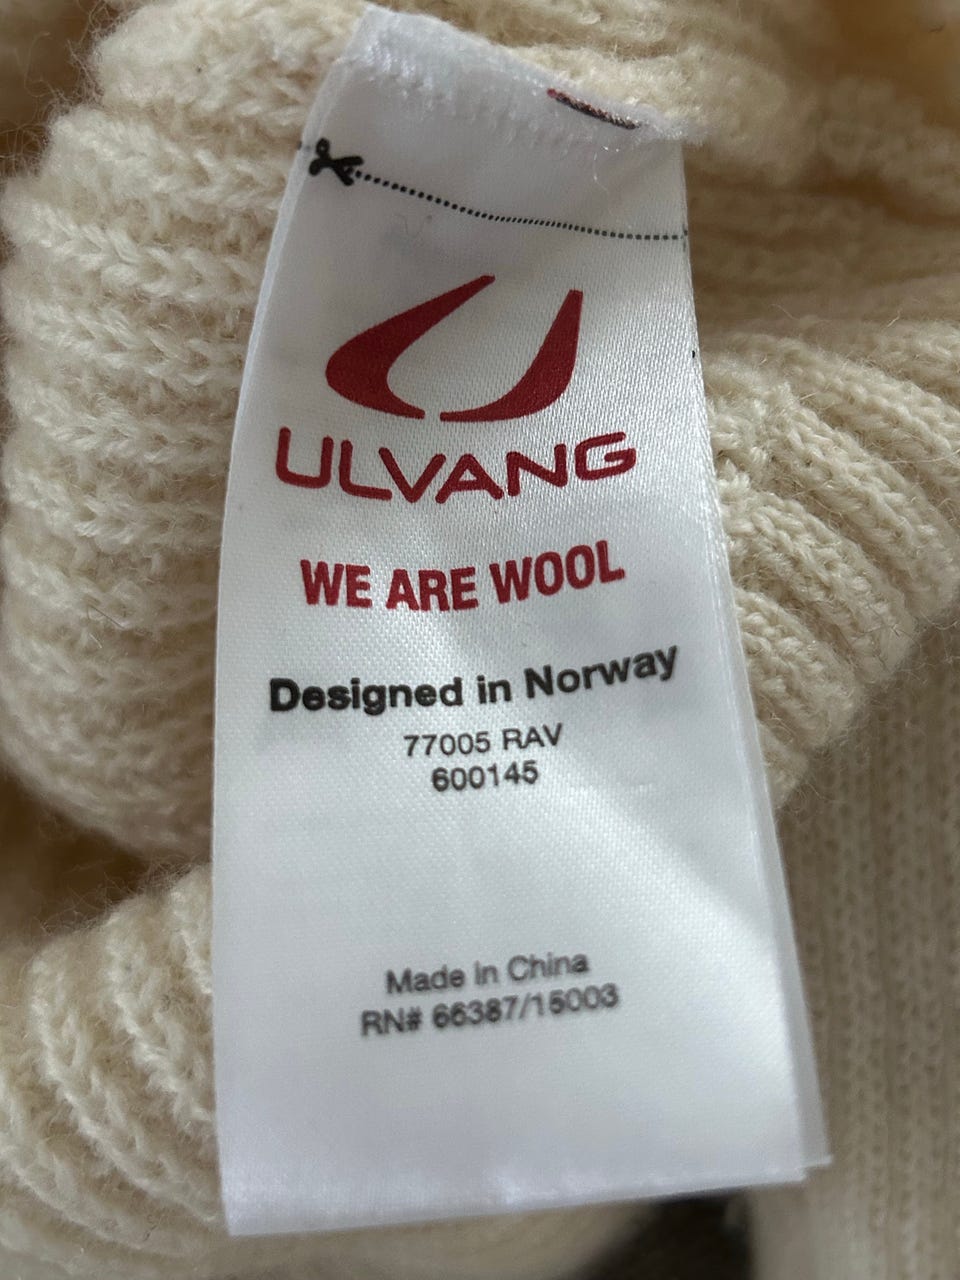 ULVANG
WE ARE WOOL
Designed in Norway
77005 RAV
600145
Made in China
RN# 66387/15003